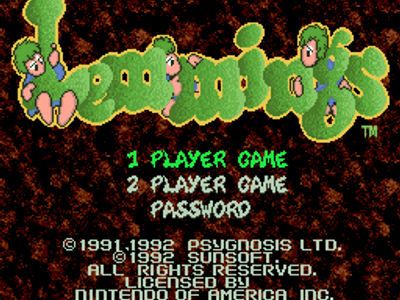 Lemmings
TM
1 PLAYER GAME
2 PLAYER GAME
PASSWORD
©1991,1992 PSYGNOSIS LTD.
©1992 SUNSOFT.
ALL RIGHTS RESERVED.
LICENSED BY
NINTENDO OF AMERICA INC.